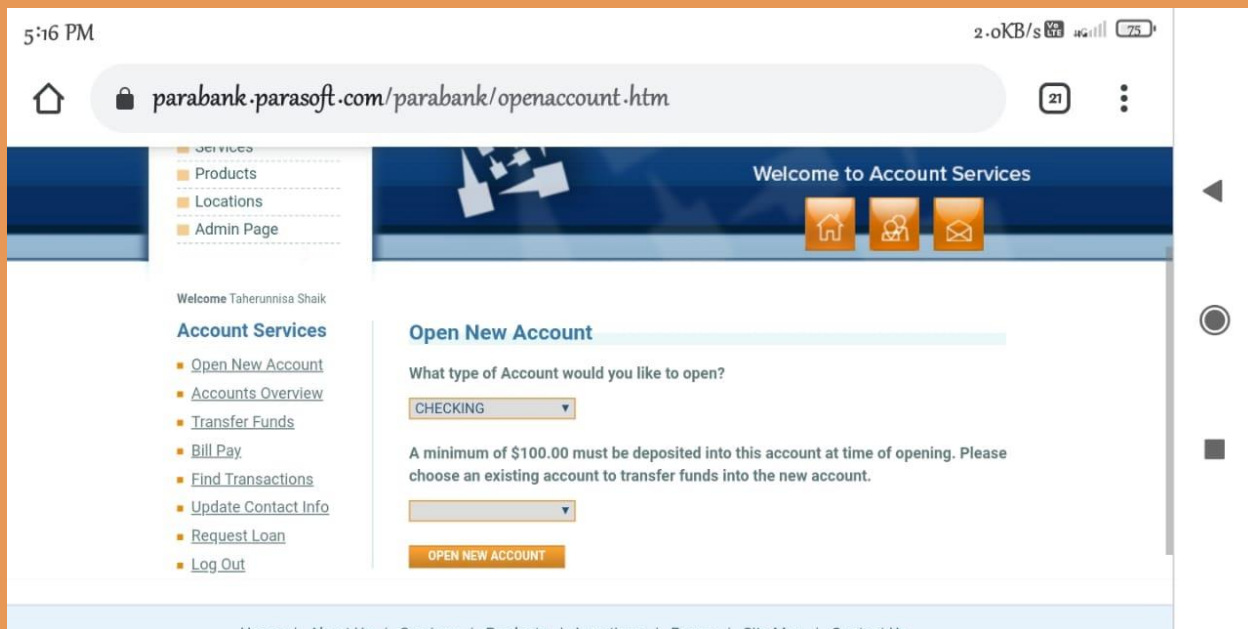 5:16 PM
2.0KB/s Vo LTE 4G 75
parabank.parasoft.com/parabank/openaccount.htm
21
Services
Products
Locations
Admin Page
Welcome to Account Services
Welcome Taherunnisa Shaik
Account Services
Open New Account
Accounts Overview
Transfer Funds
Bill Pay
Find Transactions
Update Contact Info
Request Loan
Log Out
Open New Account
What type of Account would you like to open?
CHECKING
A minimum of $100.00 must be deposited into this account at time of opening. Please
choose an existing account to transfer funds into the new account.
OPEN NEW ACCOUNT